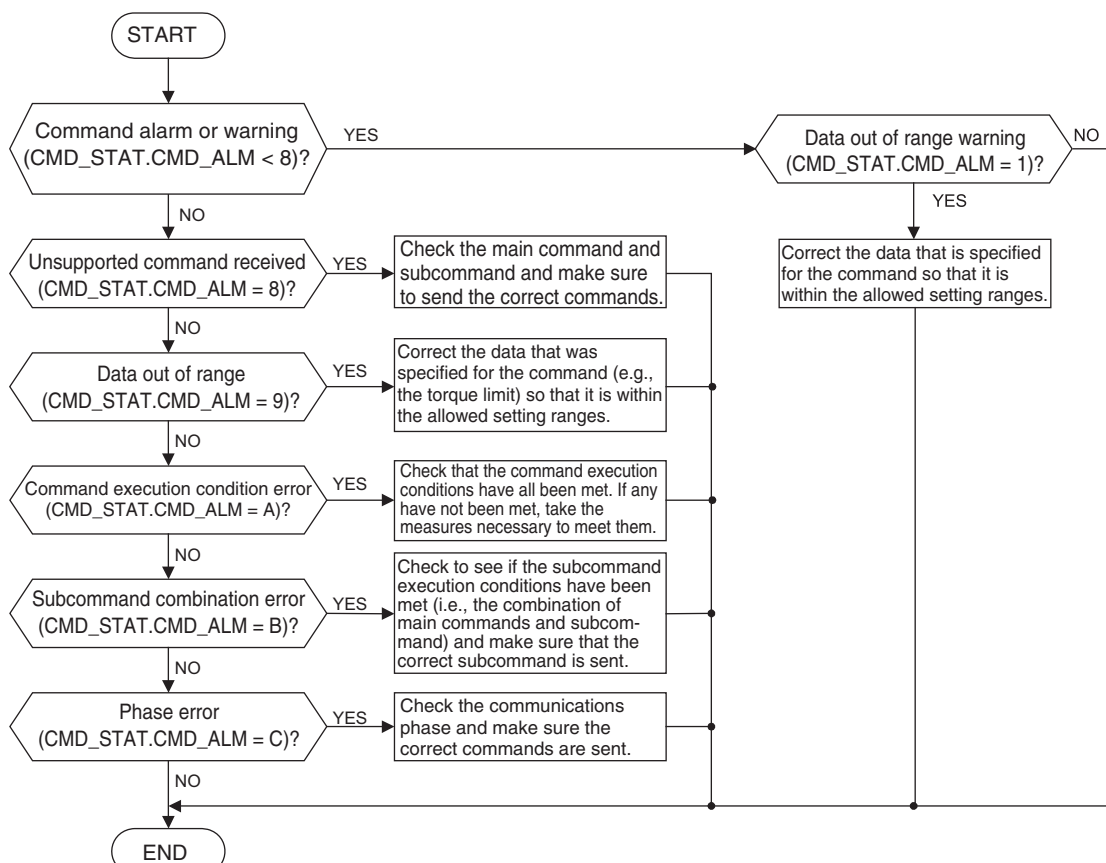 START
Command alarm or warning
(CMD_STAT.CMD_ALM < 8)?
YES
Data out of range warning
(CMD_STAT.CMD_ALM = 1)?
NO
NO
YES
Unsupported command received
(CMD_STAT.CMD_ALM = 8)?
YES
Check the main command and
subcommand and make sure
to send the correct commands.
Correct the data that is specified
for the command so that it is
within the allowed setting ranges.
NO
Data out of range
(CMD_STAT.CMD_ALM = 9)?
YES
Correct the data that was
specified for the command (e.g.,
the torque limit) so that it is within
the allowed setting ranges.
NO
Command execution condition error
(CMD_STAT.CMD_ALM = A)?
YES
Check that the command execution
conditions have all been met. If any
have not been met, take the
measures necessary to meet them.
NO
Subcommand combination error
(CMD_STAT.CMD_ALM = B)?
YES
Check to see if the subcommand
execution conditions have been
met (i.e., the combination of
main commands and subcom-
mand) and make sure that the
correct subcommand is sent.
NO
Phase error
(CMD_STAT.CMD_ALM = C)?
YES
Check the communications
phase and make sure the
correct commands are sent.
NO
END